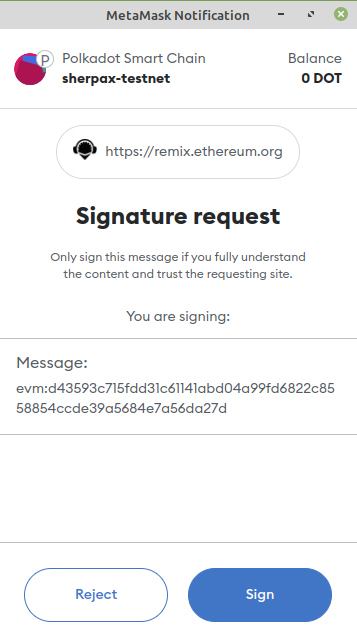 MetaMask Notification
P
Polkadot Smart Chain
Balance
sherpax-testnet
0 DOT
https://remix.ethereum.org
Signature request
Only sign this message if you fully understand
the content and trust the requesting site.
You are signing:
Message:
evm:d43593c715fdd31c61141abd04a99fd6822c85
58854ccde39a5684e7a56da27d
Reject
Sign